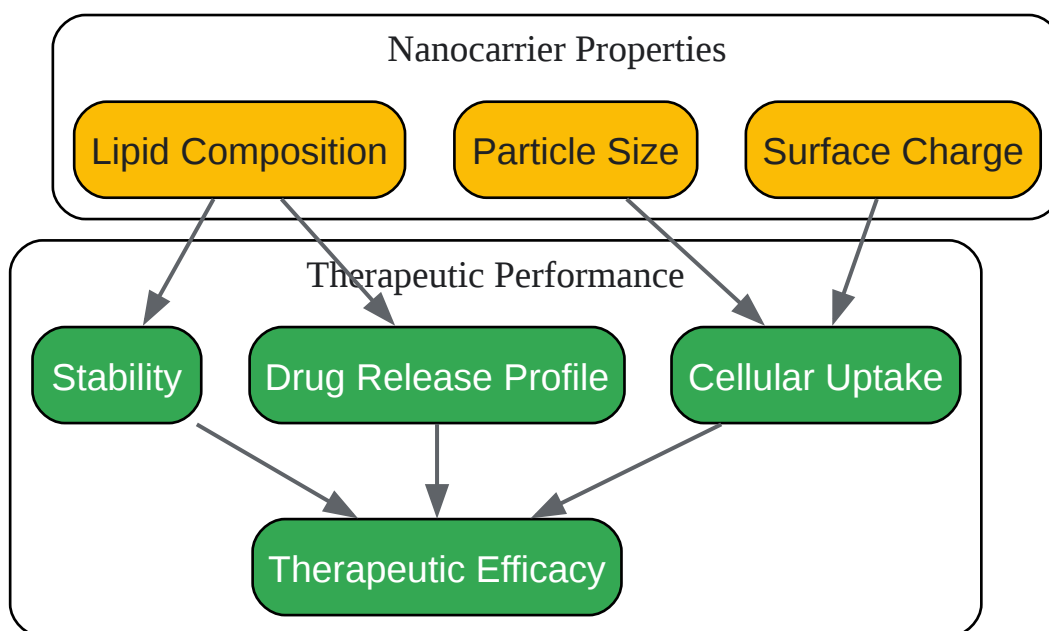 Nanocarrier Properties
Lipid Composition
Particle Size
Surface Charge
Therapeutic Performance
Stability
Drug Release Profile
Cellular Uptake
Therapeutic Efficacy